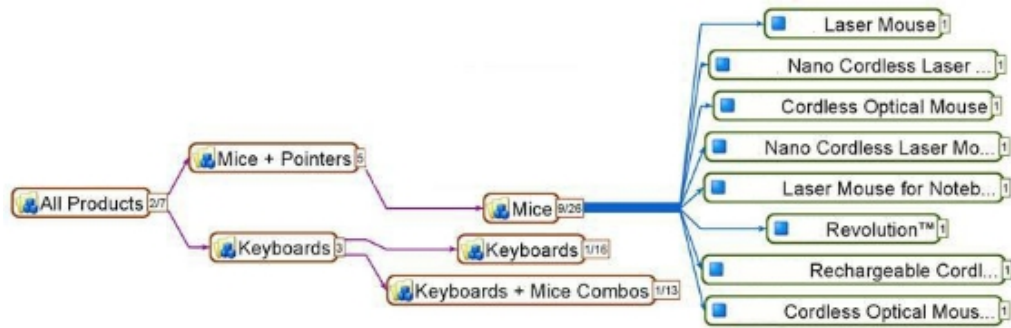 Laser Mouse 1
Nano Cordless Laser ... 1
Cordless Optical Mouse 1
Mice + Pointers 5
Nano Cordless Laser Mo... 1
All Products 2/7
Mice 9/26
Laser Mouse for Noteb... 1
Revolution™ 1
Keyboards 3
Keyboards 1/16
Rechargeable Cordl... 1
Keyboards + Mice Combos 1/13
Cordless Optical Mous... 1